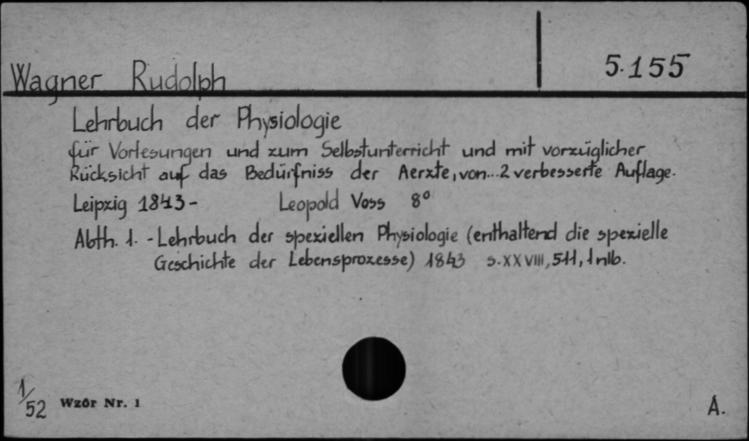 Wagner Rudolph
5.155
Lehrbuch der Physiologie
für Vorlesungen und zum Selbstunterricht und mit vorzüglicher
Rücksicht auf das Bedürfniss der Aerzte, von...2 verbesserte Auflage.
Leipzig 1843- Leopold Voss 8°
Abth. 1. - Lehrbuch der speziellen Physiologie (enthaltend die spezielle
Geschichte der Lebensprozesse) 1843 s. XXVIII, 511, 1 nlb.
1/52 Wzór Nr. 1
A.